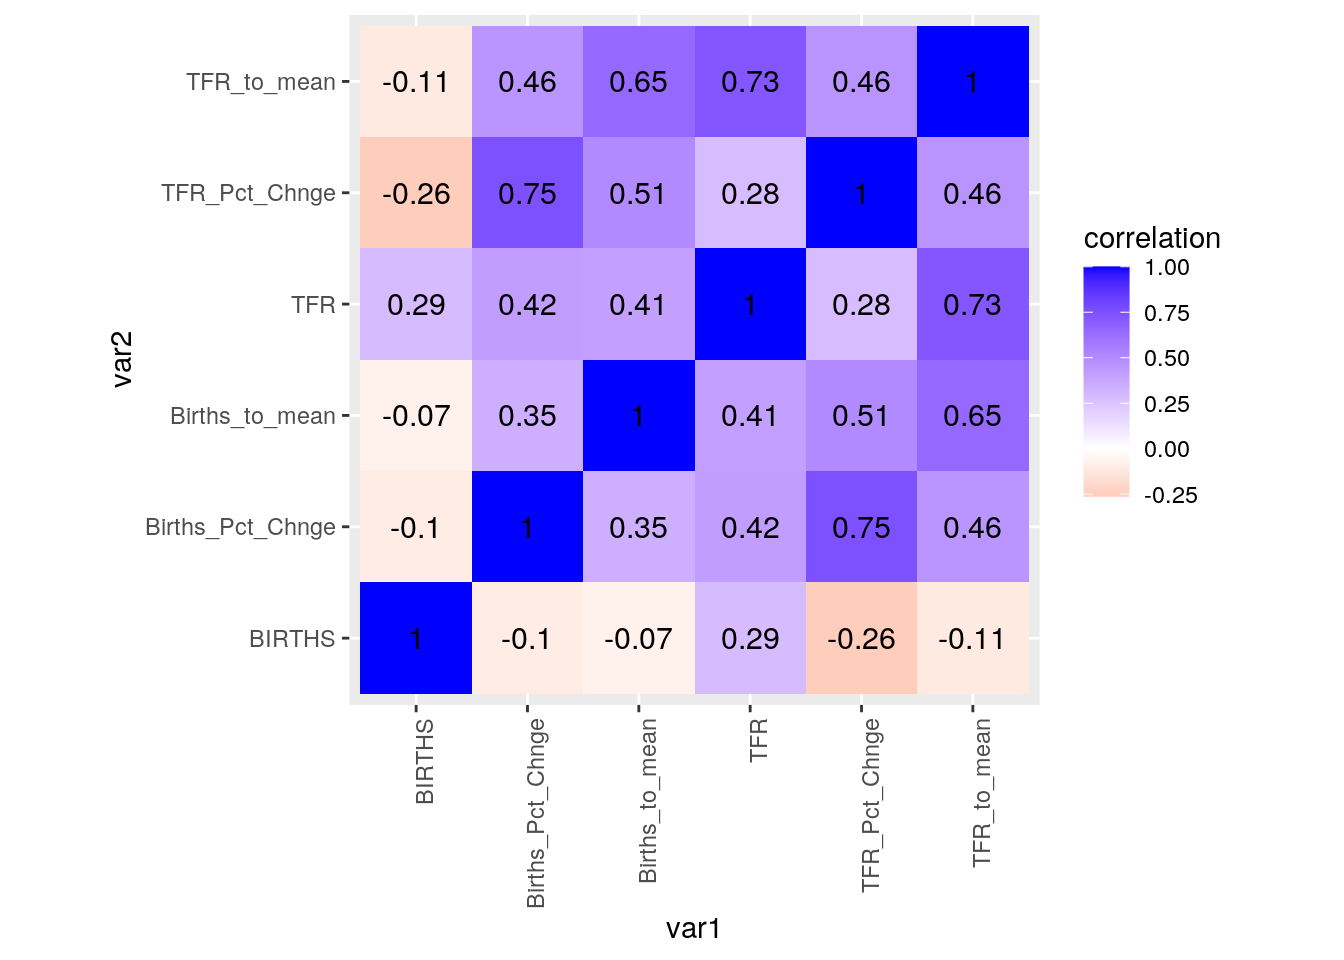 TFR_to_mean -0.11 0.46 0.65 0.73 0.46 1
TFR_Pct_Chnge -0.26 0.75 0.51 0.28 1 0.46
TFR 0.29 0.42 0.41 1 0.28 0.73
Births_to_mean -0.07 0.35 1 0.41 0.51 0.65
Births_Pct_Chnge -0.1 1 0.35 0.42 0.75 0.46
BIRTHS 1 -0.1 -0.07 0.29 -0.26 -0.11
var2
BIRTHS
Births_Pct_Chnge
Births_to_mean
TFR
TFR_Pct_Chnge
TFR_to_mean
var1
correlation
1.00
0.75
0.50
0.25
0.00
-0.25